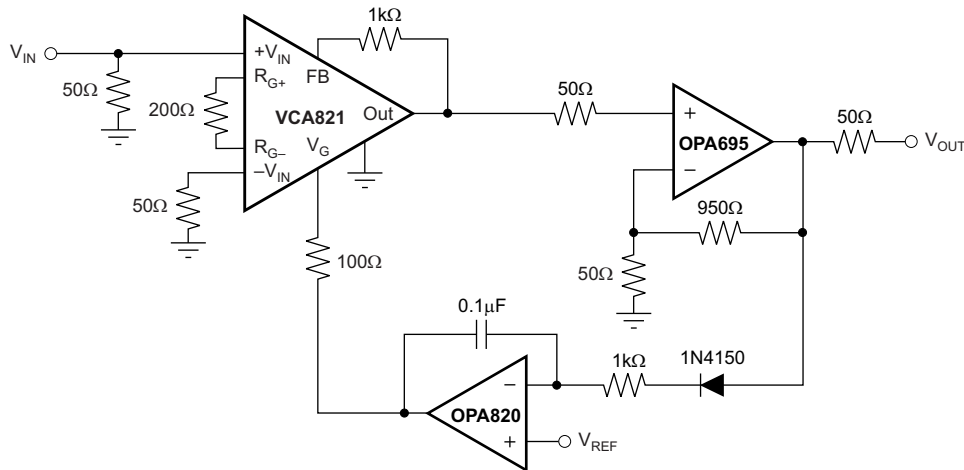 1kΩ
V_IN
+V_IN
FB
50Ω
R_G+
200Ω
VCA821
Out
50Ω
+
OPA695
50Ω
V_OUT
R_G−
V_G
−V_IN
−
50Ω
950Ω
100Ω
50Ω
0.1μF
1kΩ
1N4150
−
OPA820
+
V_REF